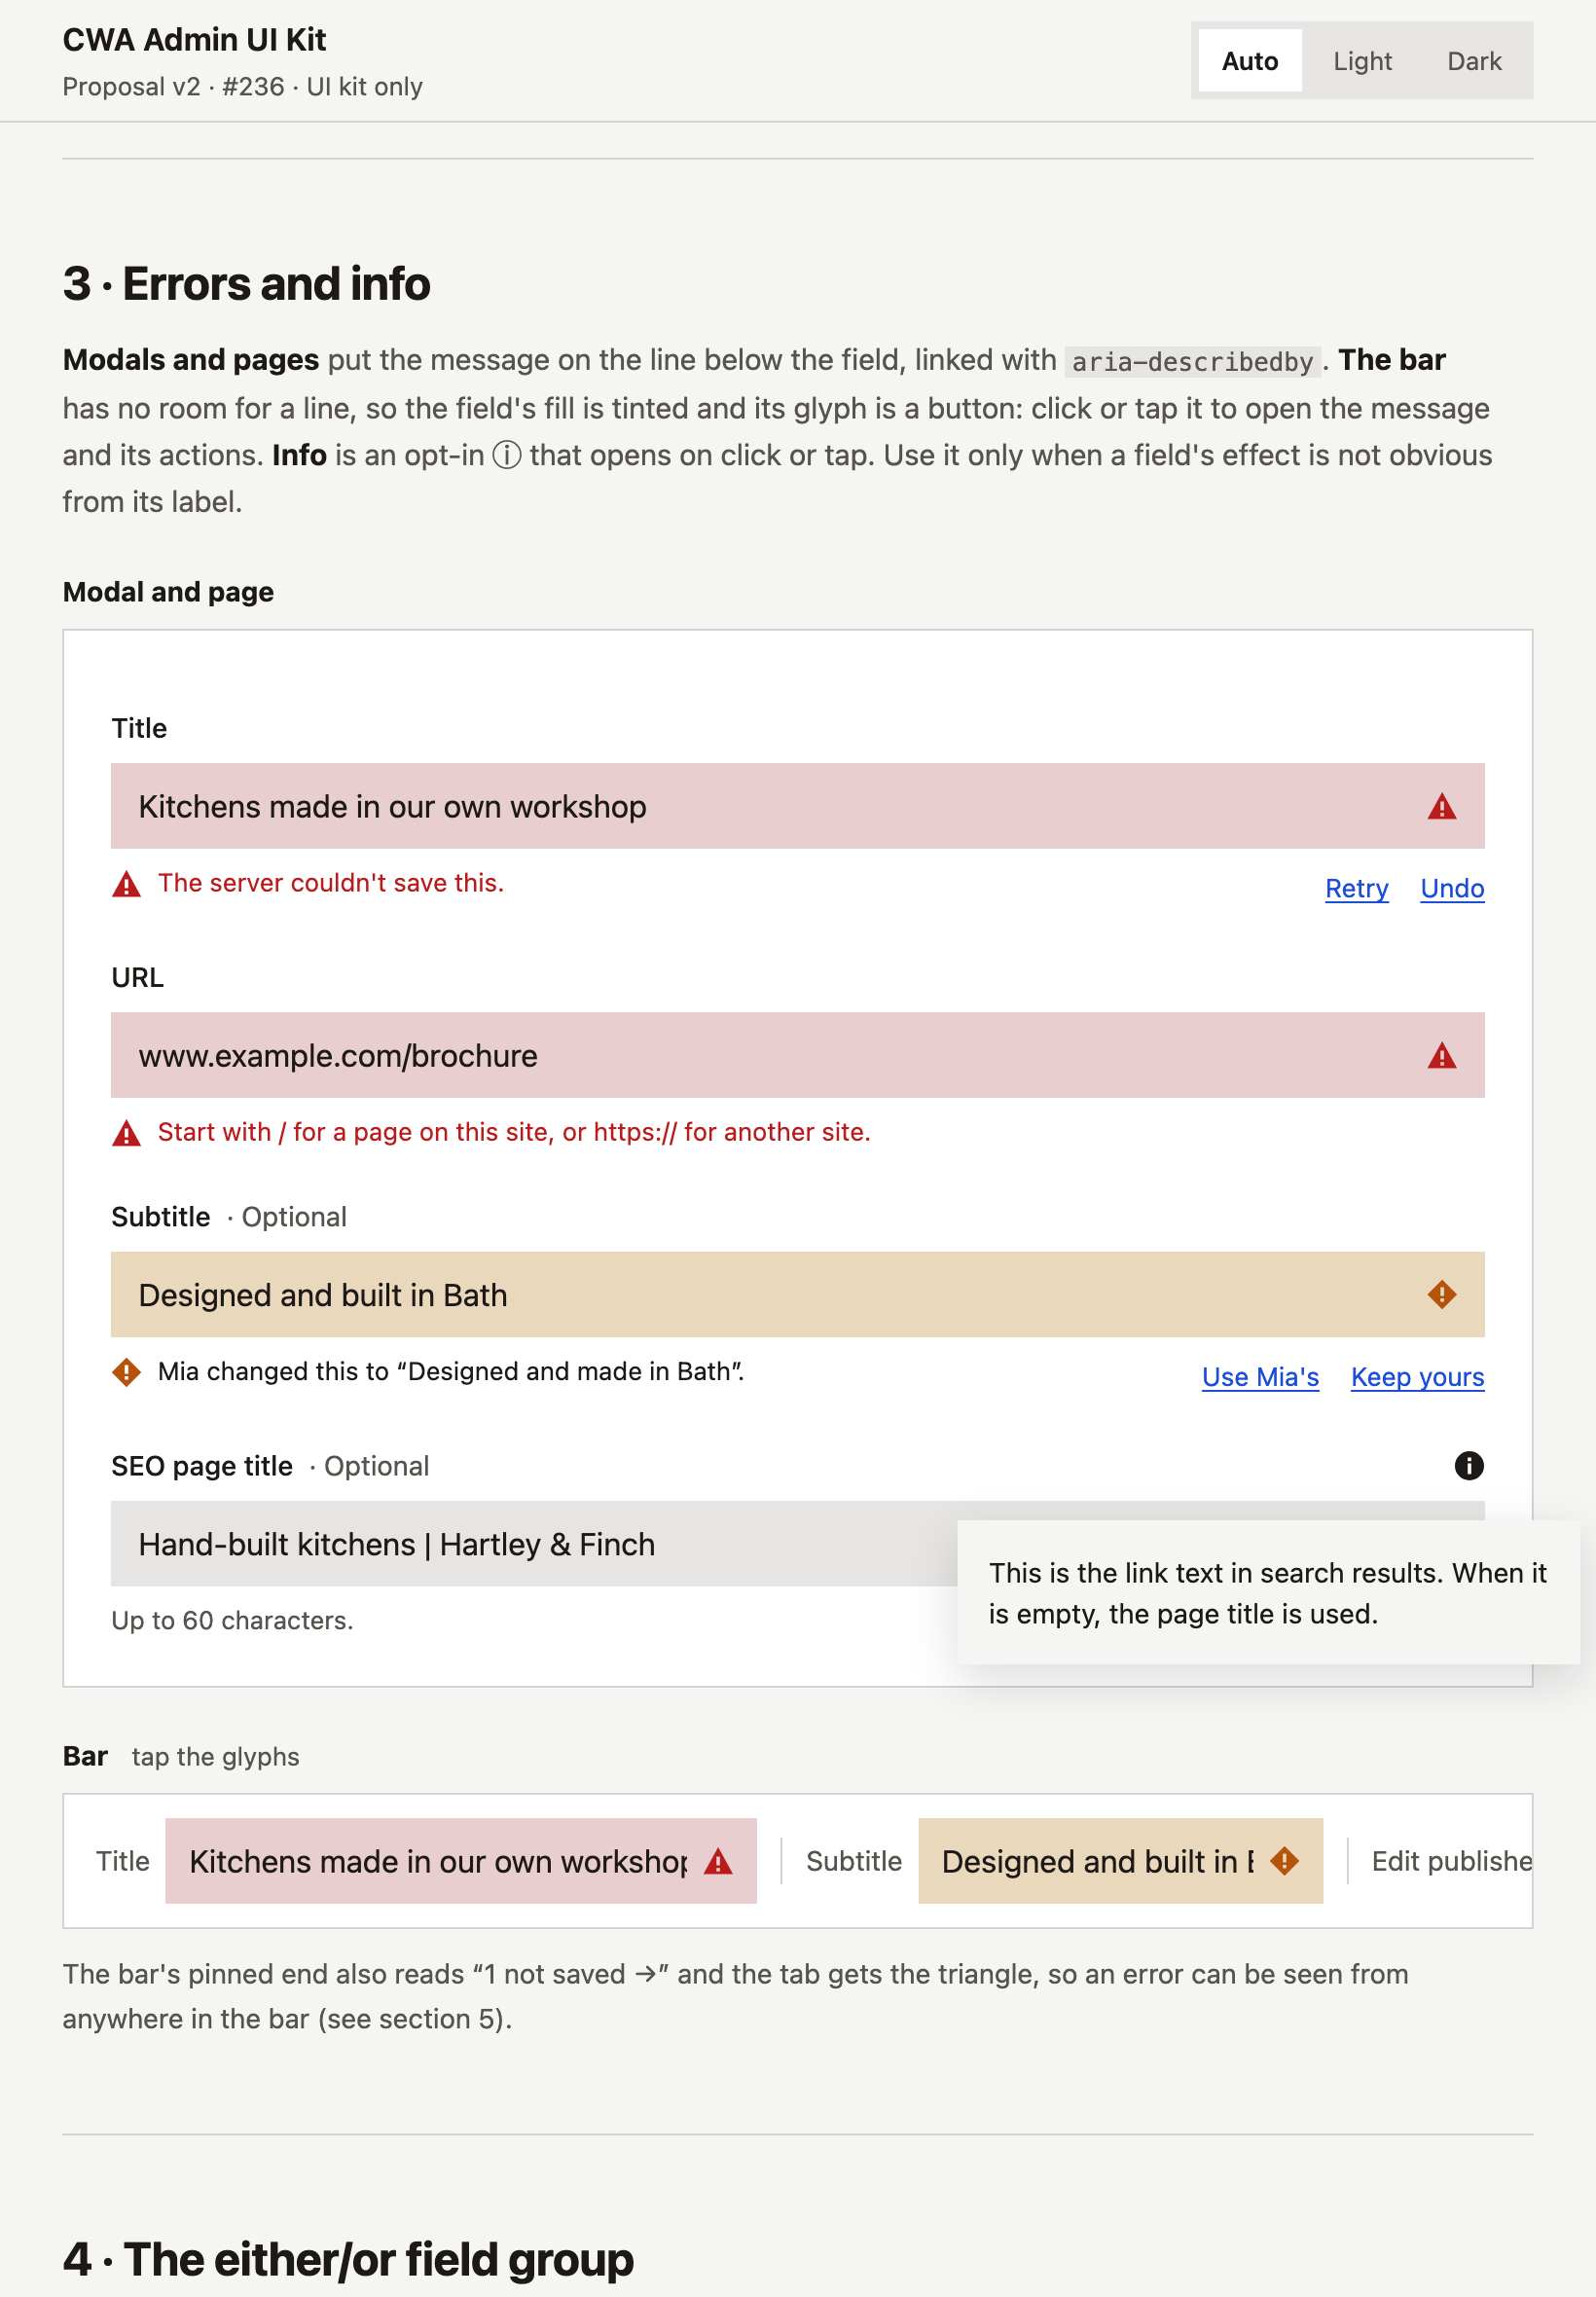 CWA Admin UI Kit
Proposal v2 · #236 · UI kit only
Auto
Light
Dark
3 · Errors and info
Modals and pages put the message on the line below the field, linked with aria-describedby. The bar
has no room for a line, so the field's fill is tinted and its glyph is a button: click or tap it to open the message
and its actions. Info is an opt-in ⓘ that opens on click or tap. Use it only when a field's effect is not obvious
from its label.
Modal and page
Title
Kitchens made in our own workshop
The server couldn't save this.
Retry
Undo
URL
www.example.com/brochure
Start with / for a page on this site, or https:// for another site.
Subtitle · Optional
Designed and built in Bath
Mia changed this to “Designed and made in Bath”.
Use Mia's
Keep yours
SEO page title · Optional
Hand-built kitchens | Hartley & Finch
This is the link text in search results. When it
is empty, the page title is used.
Up to 60 characters.
Bar tap the glyphs
Title
Kitchens made in our own workshop
Subtitle
Designed and built in
Edit publishe
The bar's pinned end also reads “1 not saved →” and the tab gets the triangle, so an error can be seen from
anywhere in the bar (see section 5).
4 · The either/or field group